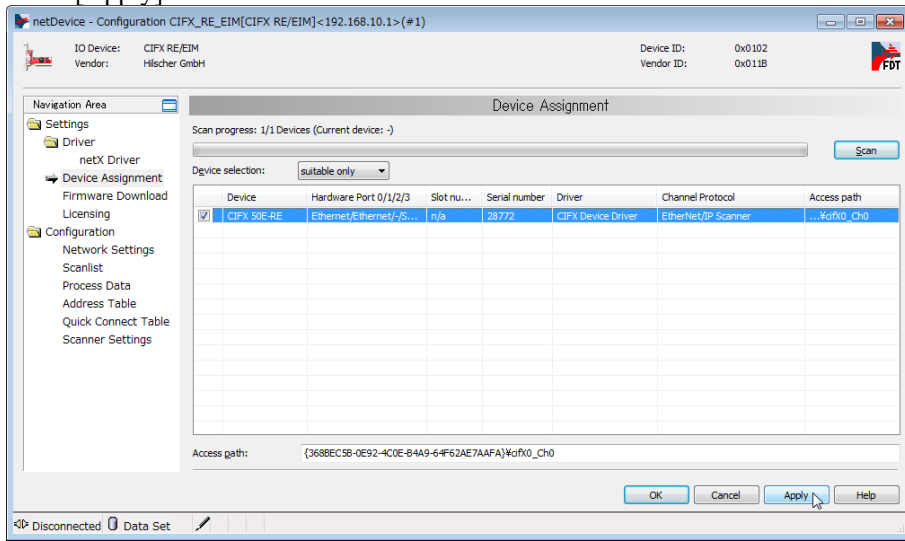 [Apply]
netDevice - Configuration CIFX_RE_EIM[CIFX RE/EIM]<192.168.10.1>(#1)
IO Device: CIFX RE/EIM Device ID: 0x0102
Vendor: Hilscher GmbH Vendor ID: 0x011B
FDT
Navigation Area
Device Assignment
Settings
Driver
netX Driver
Device Assignment
Firmware Download
Licensing
Configuration
Network Settings
Scanlist
Process Data
Address Table
Quick Connect Table
Scanner Settings
Scan progress: 1/1 Devices (Current device: -)
Scan
Device selection: suitable only
Device Hardware Port 0/1/2/3 Slot nu... Serial number Driver Channel Protocol Access path
CIFX 50E-RE Ethernet/Ethernet/-/S... n/a 28772 CIFX Device Driver EtherNet/IP Scanner ...¥cifX0_Ch0
Access path: {368BEC5B-0E92-4C0E-B4A9-64F62AE7AAFA}¥cifX0_Ch0
OK Cancel Apply Help
Disconnected Data Set